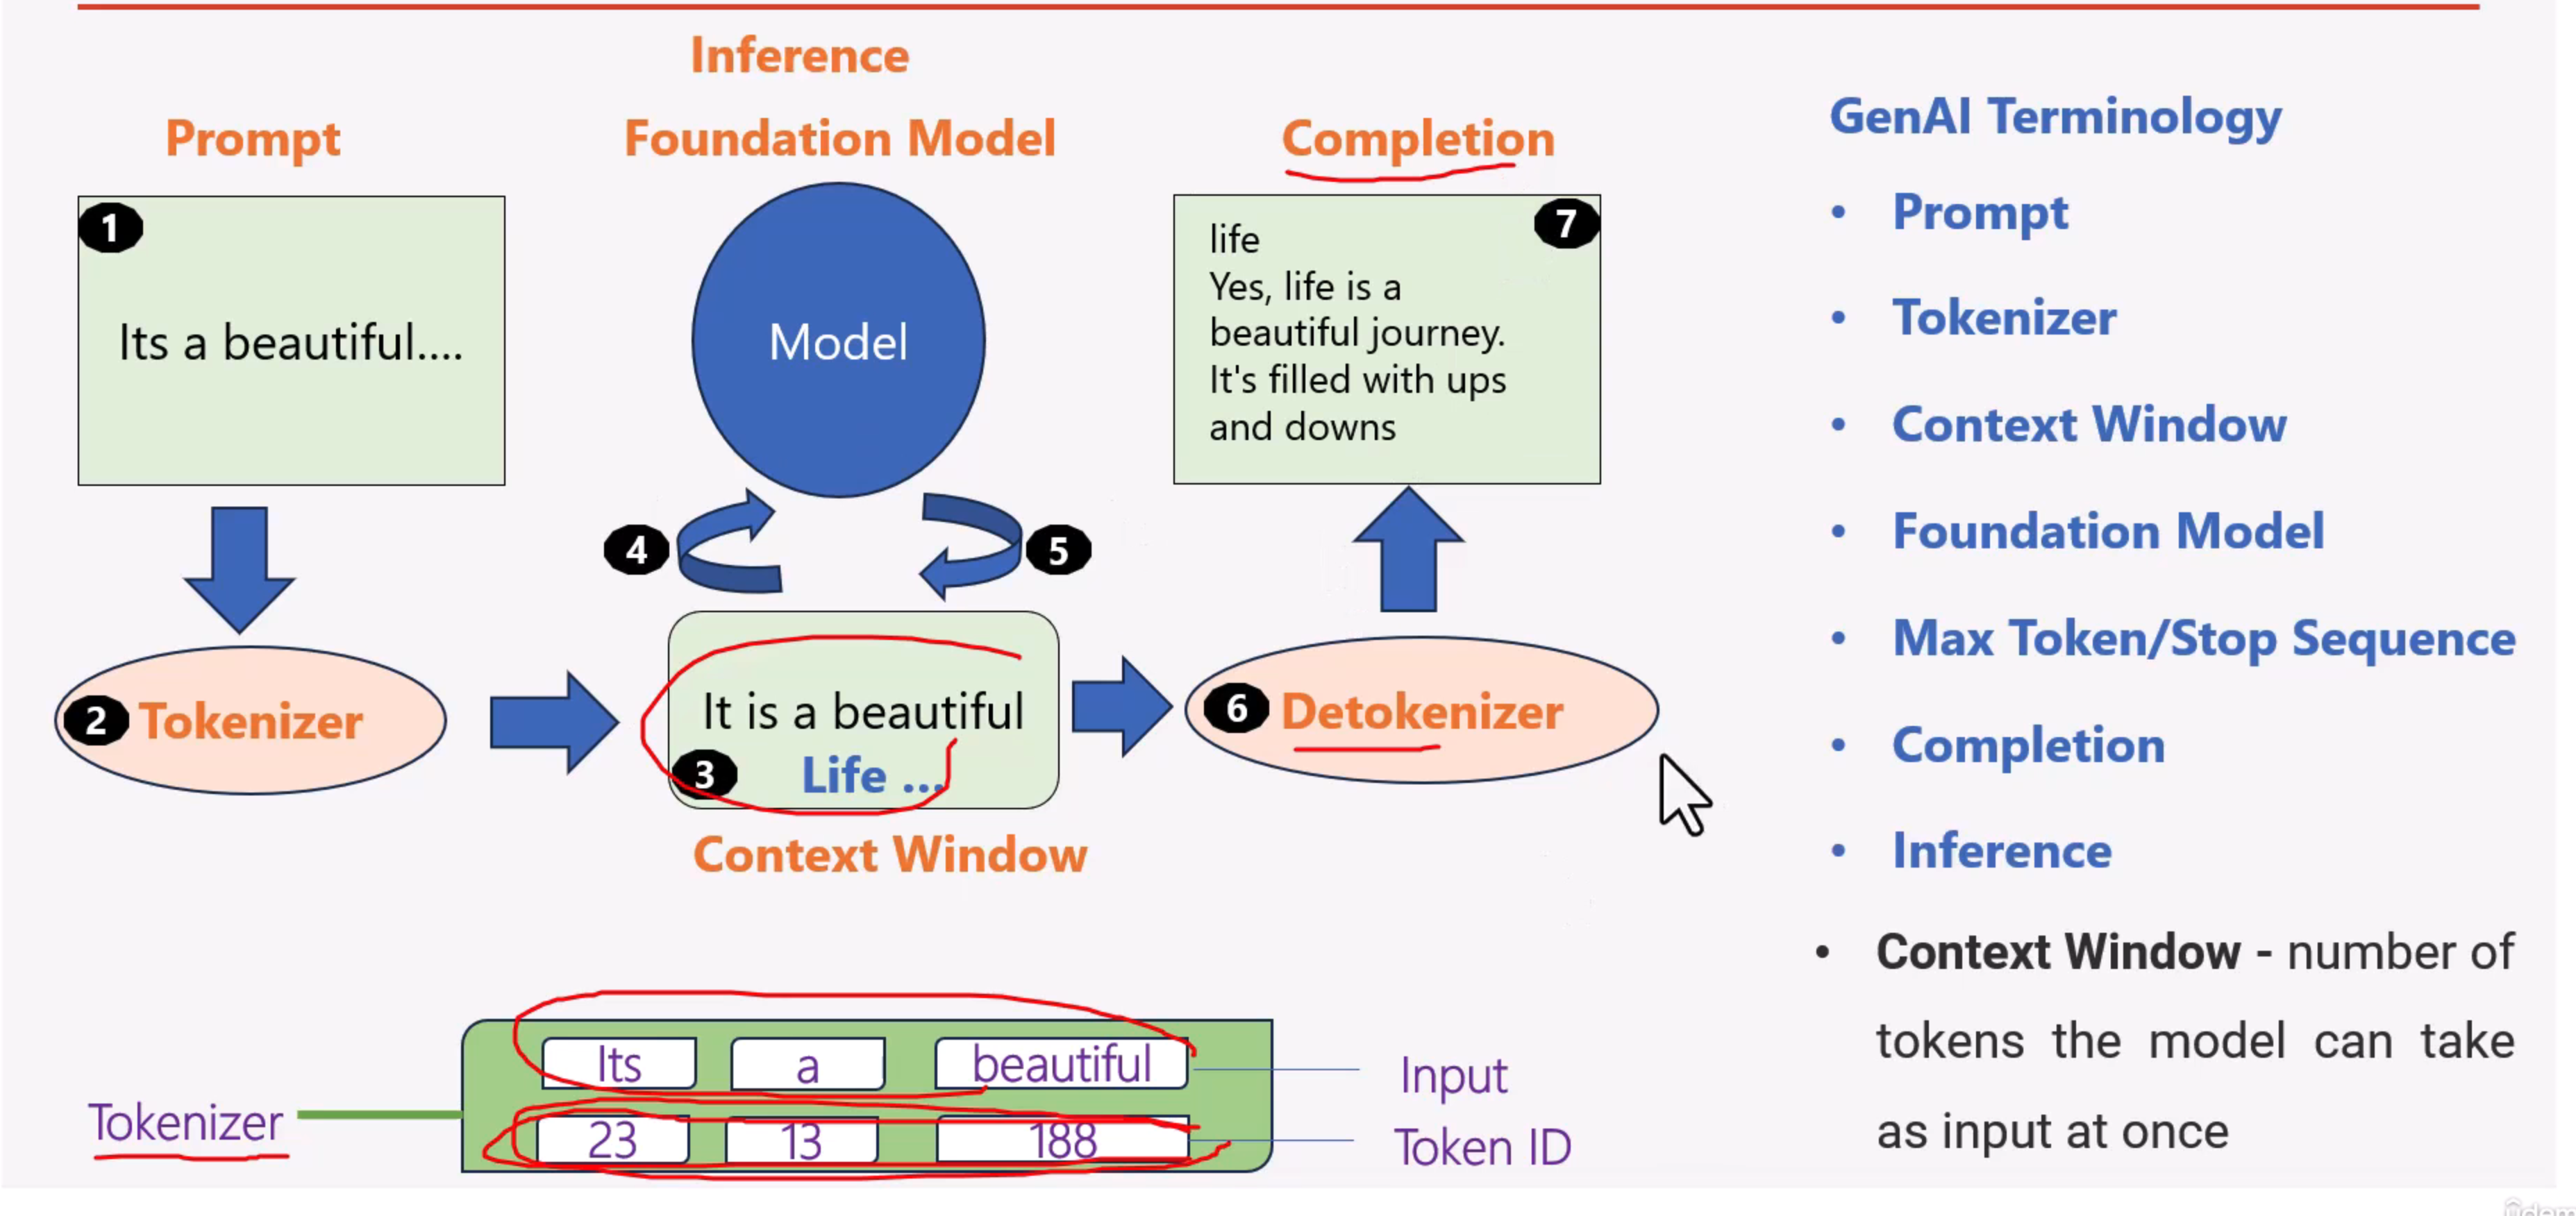 Inference
Prompt
Foundation Model
Completion
1
Its a beautiful....
Model
7
life
Yes, life is a
beautiful journey.
It's filled with ups
and downs
4
5
2 Tokenizer
It is a beautiful
3 Life ...
Context Window
6 Detokenizer
Tokenizer
Its a beautiful
23 13 188
Input
Token ID
GenAI Terminology
• Prompt
• Tokenizer
• Context Window
• Foundation Model
• Max Token/Stop Sequence
• Completion
• Inference
• Context Window - number of
tokens the model can take
as input at once